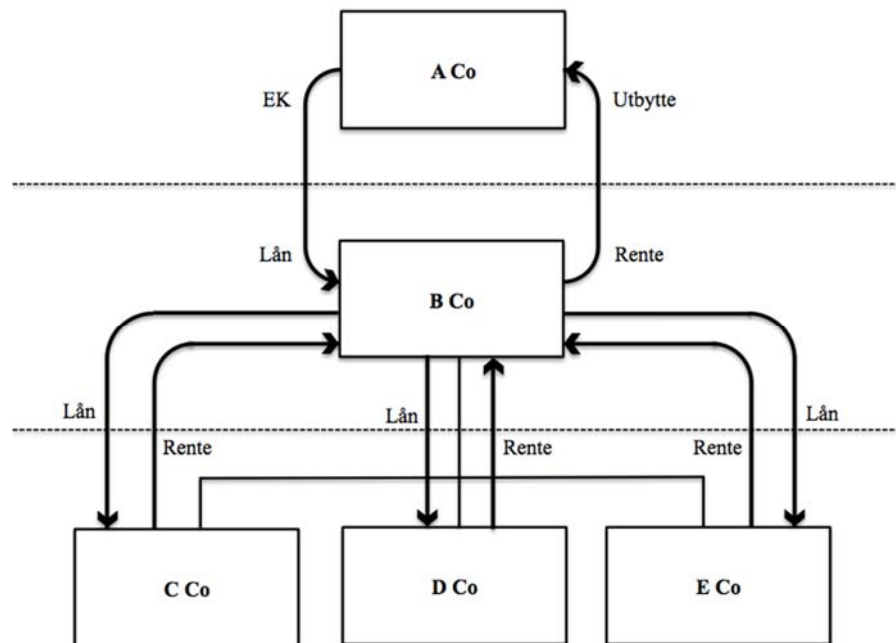 A Co
EK
Utbytte
Lån
Rente
B Co
Lån
Lån
Lån
Rente
Rente
Rente
C Co
D Co
E Co